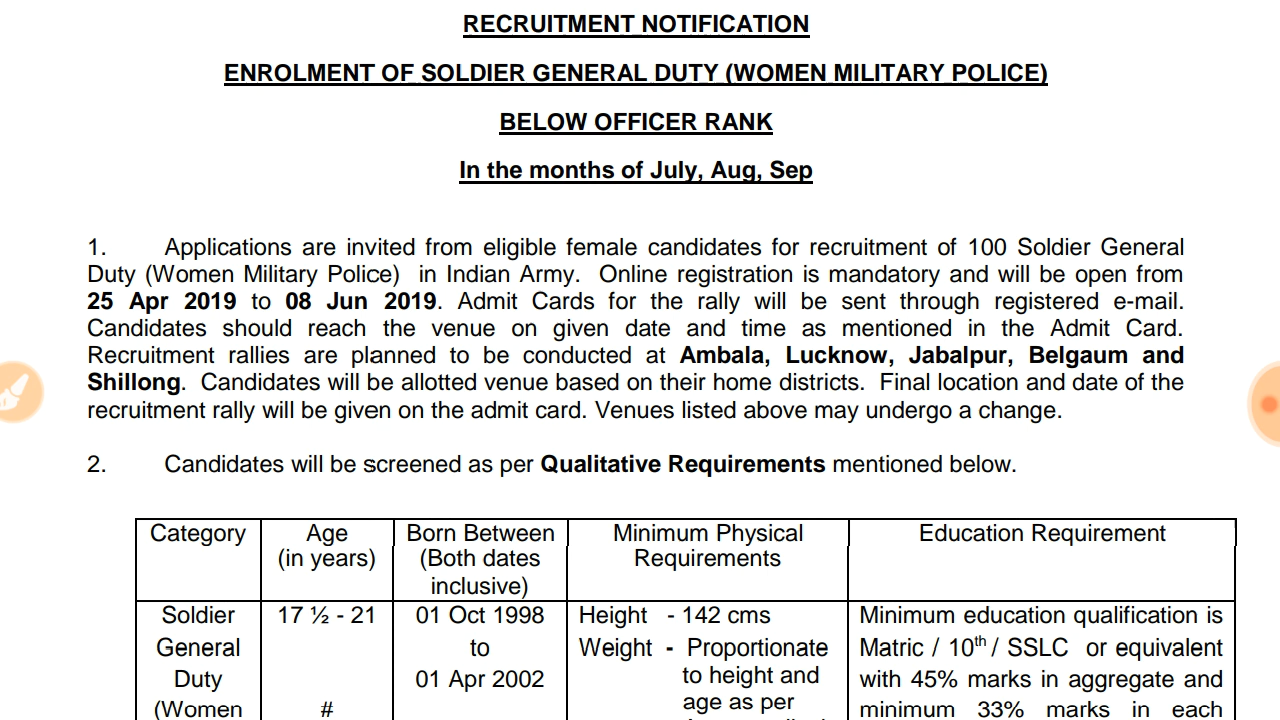 RECRUITMENT NOTIFICATION
ENROLMENT OF SOLDIER GENERAL DUTY (WOMEN MILITARY POLICE)
BELOW OFFICER RANK
In the months of July, Aug, Sep
1. Applications are invited from eligible female candidates for recruitment of 100 Soldier General
Duty (Women Military Police) in Indian Army. Online registration is mandatory and will be open from
25 Apr 2019 to 08 Jun 2019. Admit Cards for the rally will be sent through registered e-mail.
Candidates should reach the venue on given date and time as mentioned in the Admit Card.
Recruitment rallies are planned to be conducted at Ambala, Lucknow, Jabalpur, Belgaum and
Shillong. Candidates will be allotted venue based on their home districts. Final location and date of the
recruitment rally will be given on the admit card. Venues listed above may undergo a change.
2. Candidates will be screened as per Qualitative Requirements mentioned below.
Category
Age
(in years)
Born Between
(Both dates
inclusive)
Minimum Physical
Requirements
Education Requirement
Soldier
General
Duty
(Women
17 ½ - 21
#
01 Oct 1998
to
01 Apr 2002
Height - 142 cms
Weight - Proportionate
to height and
age as per
Minimum education qualification is
Matric / 10th / SSLC or equivalent
with 45% marks in aggregate and
minimum 33% marks in each